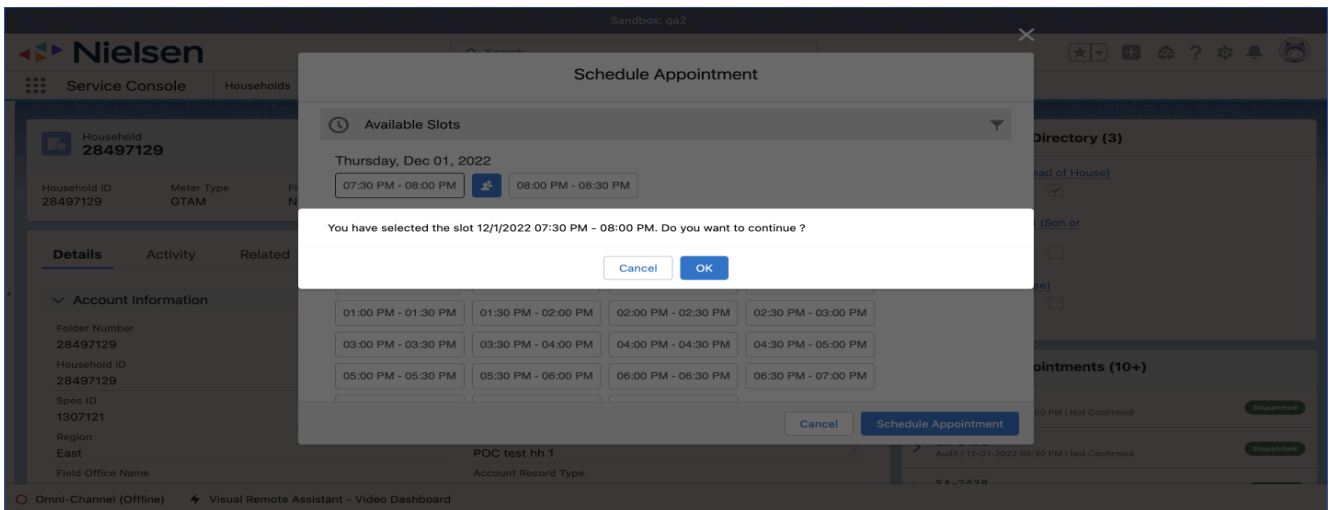 Sandbox: qa2
Nielsen
Search
Service Console
Households
Schedule Appointment
Available Slots
Thursday, Dec 01, 2022
07:30 PM - 08:00 PM
08:00 PM - 08:30 PM
You have selected the slot 12/1/2022 07:30 PM - 08:00 PM. Do you want to continue ?
Cancel
OK
01:00 PM - 01:30 PM
01:30 PM - 02:00 PM
02:00 PM - 02:30 PM
02:30 PM - 03:00 PM
03:00 PM - 03:30 PM
03:30 PM - 04:00 PM
04:00 PM - 04:30 PM
04:30 PM - 05:00 PM
05:00 PM - 05:30 PM
05:30 PM - 06:00 PM
06:00 PM - 06:30 PM
06:30 PM - 07:00 PM
Cancel
Schedule Appointment
Household
28497129
Household ID
28497129
Meter Type
GTAM
Fi
N
Details
Activity
Related
Account Information
Folder Number
28497129
Household ID
28497129
Spec ID
1307121
Region
East
Field Office Name
POC test hh 1
Account Record Type
Directory (3)
ead of House)
(Son or
se)
ointments (10+)
00 PM | Not Confirmed
Dispatched
Audit | 12-01-2022 05:30 PM | Not Confirmed
Dispatched
SA-2428
Omni-Channel (Offline)
Visual Remote Assistant - Video Dashboard